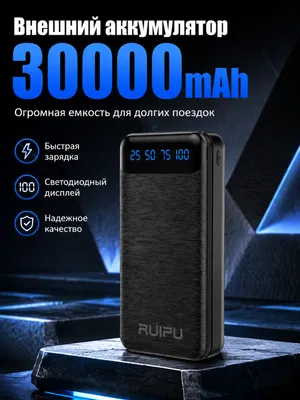 Внешний аккумулятор
30000mAh
Огромная емкость для долгих поездок
Быстрая
зарядка
100
Светодиодный
дисплей
Надежное
качество
25 50 75 100
RUIPU